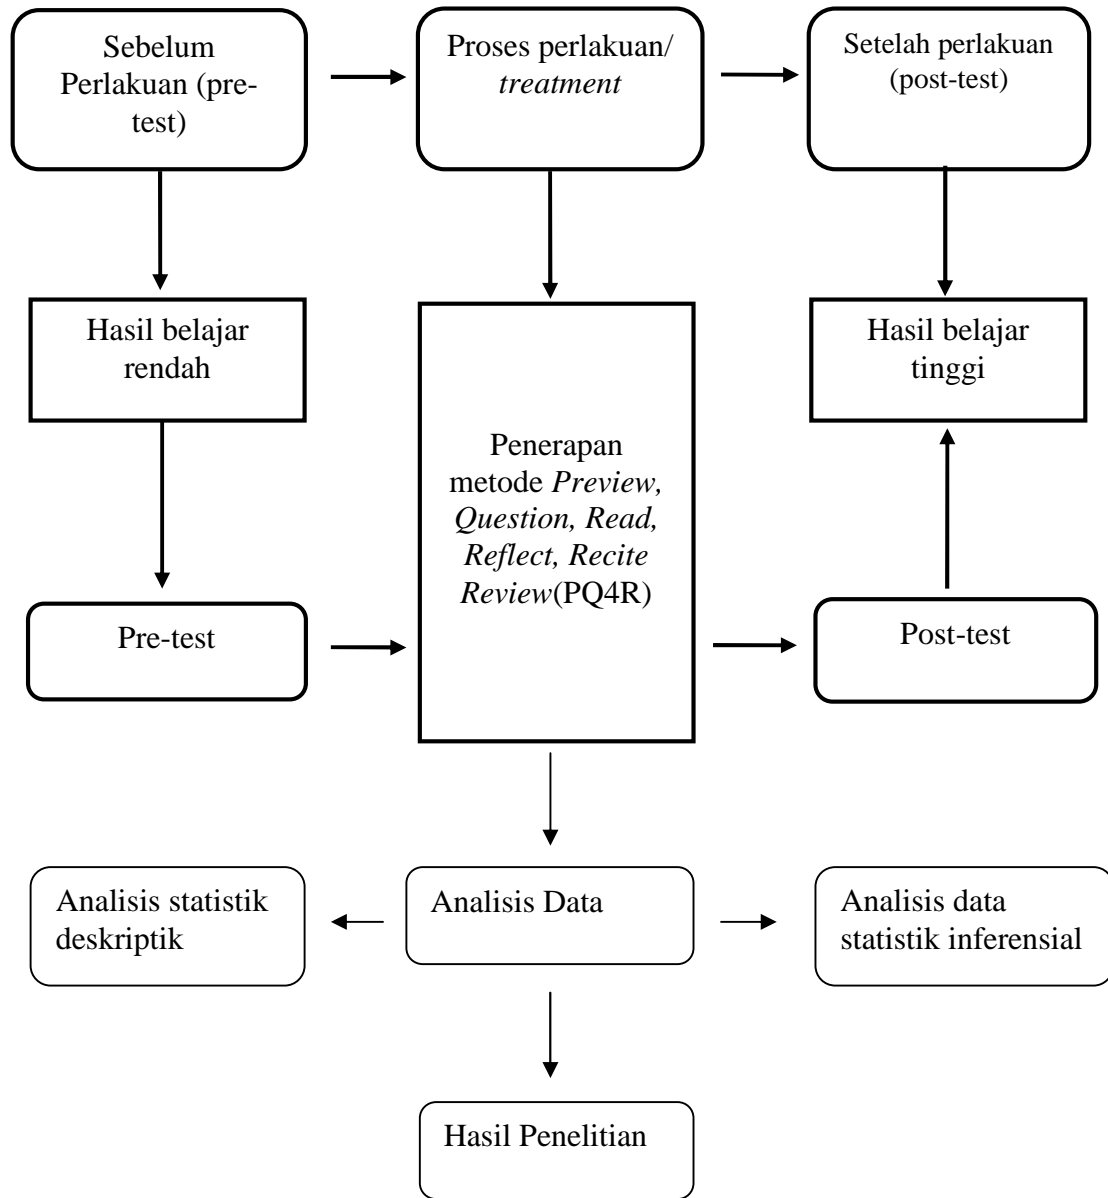 Sebelum
Perlakuan (pre-
test)
Proses perlakuan/
treatment
Setelah perlakuan
(post-test)
Hasil belajar
rendah
Penerapan
metode Preview,
Question, Read,
Reflect, Recite
Review(PQ4R)
Hasil belajar
tinggi
Pre-test
Post-test
Analisis statistik
deskriptik
Analisis Data
Analisis data
statistik inferensial
Hasil Penelitian